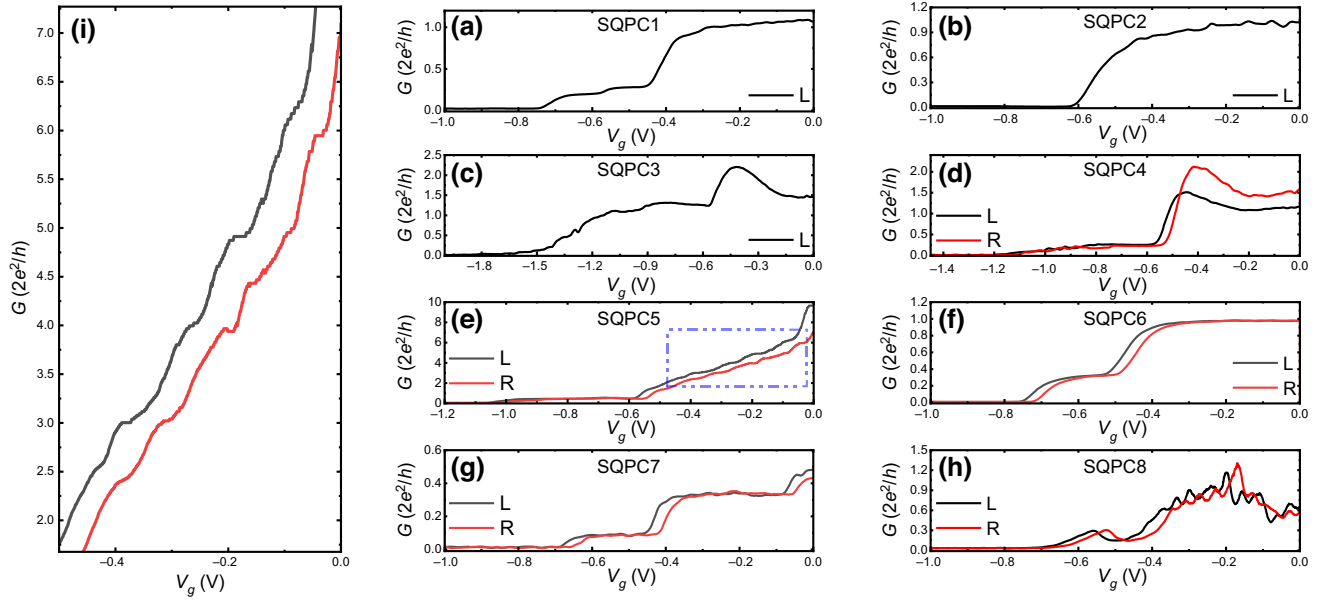 (i)
7.0
6.5
6.0
5.5
5.0
4.5
4.0
3.5
3.0
2.5
2.0
G (2e²/h)
−0.4 −0.2 0.0
V_g (V)
(a) SQPC1
1.0
0.5
0.0
G (2e²/h)
L
−1.0 −0.8 −0.6 −0.4 −0.2 0.0
V_g (V)
(b) SQPC2
2.0
1.5
1.0
0.5
0.0
G (2e²/h)
L
−1.0 −0.8 −0.6 −0.4 −0.2 0.0
V_g (V)
(c) SQPC3
2.5
2.0
1.5
1.0
0.5
0.0
G (2e²/h)
L
−1.8 −1.5 −1.2 −0.9 −0.6 −0.3 0.0
V_g (V)
(d) SQPC4
2.0
1.5
1.0
0.5
0.0
G (2e²/h)
L
R
−1.4 −1.2 −1.0 −0.8 −0.6 −0.4 −0.2 0.0
V_g (V)
(e) SQPC5
10
8
6
4
2
0
G (2e²/h)
L
R
−1.2 −1.0 −0.8 −0.6 −0.4 −0.2 0.0
V_g (V)
(f) SQPC6
1.2
1.0
0.8
0.6
0.4
0.2
0.0
G (2e²/h)
L
R
−1.0 −0.8 −0.6 −0.4 −0.2 0.0
V_g (V)
(g) SQPC7
0.6
0.4
0.2
0.0
G (2e²/h)
L
R
−1.0 −0.8 −0.6 −0.4 −0.2 0.0
V_g (V)
(h) SQPC8
1.5
1.2
0.9
0.6
0.3
0.0
G (2e²/h)
L
R
−1.0 −0.8 −0.6 −0.4 −0.2 0.0
V_g (V)